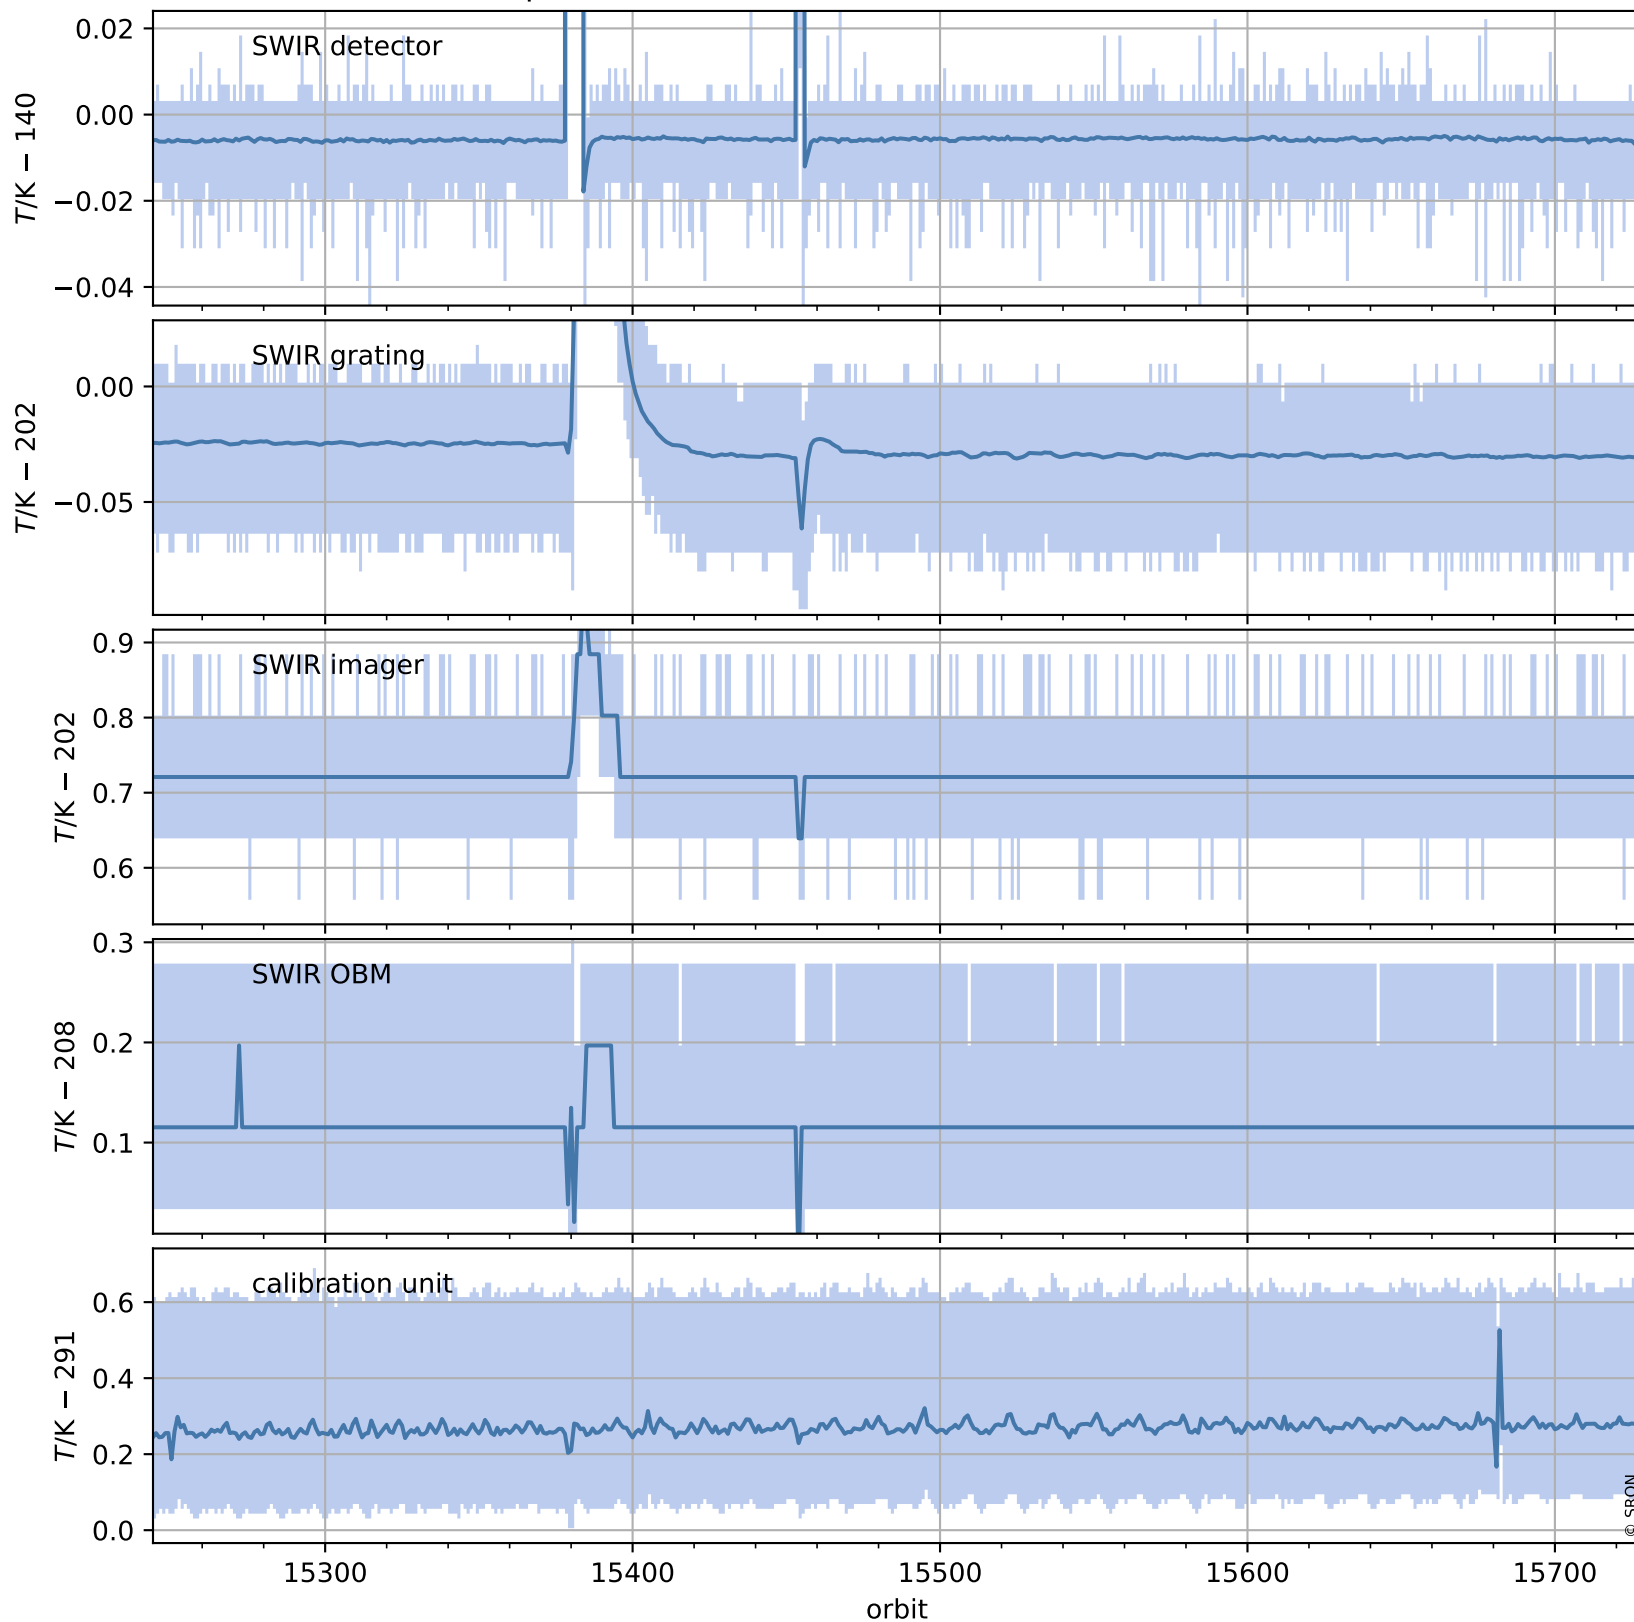 SWIR detector
0.02
0.00
−0.02
−0.04
T/K − 140
SWIR grating
0.00
−0.05
T/K − 202
SWIR imager
0.9
0.8
0.7
0.6
T/K − 202
SWIR OBM
0.3
0.2
0.1
T/K − 208
calibration unit
0.6
0.4
0.2
0.0
T/K − 291
© SRON
15300
15400
15500
15600
15700
orbit